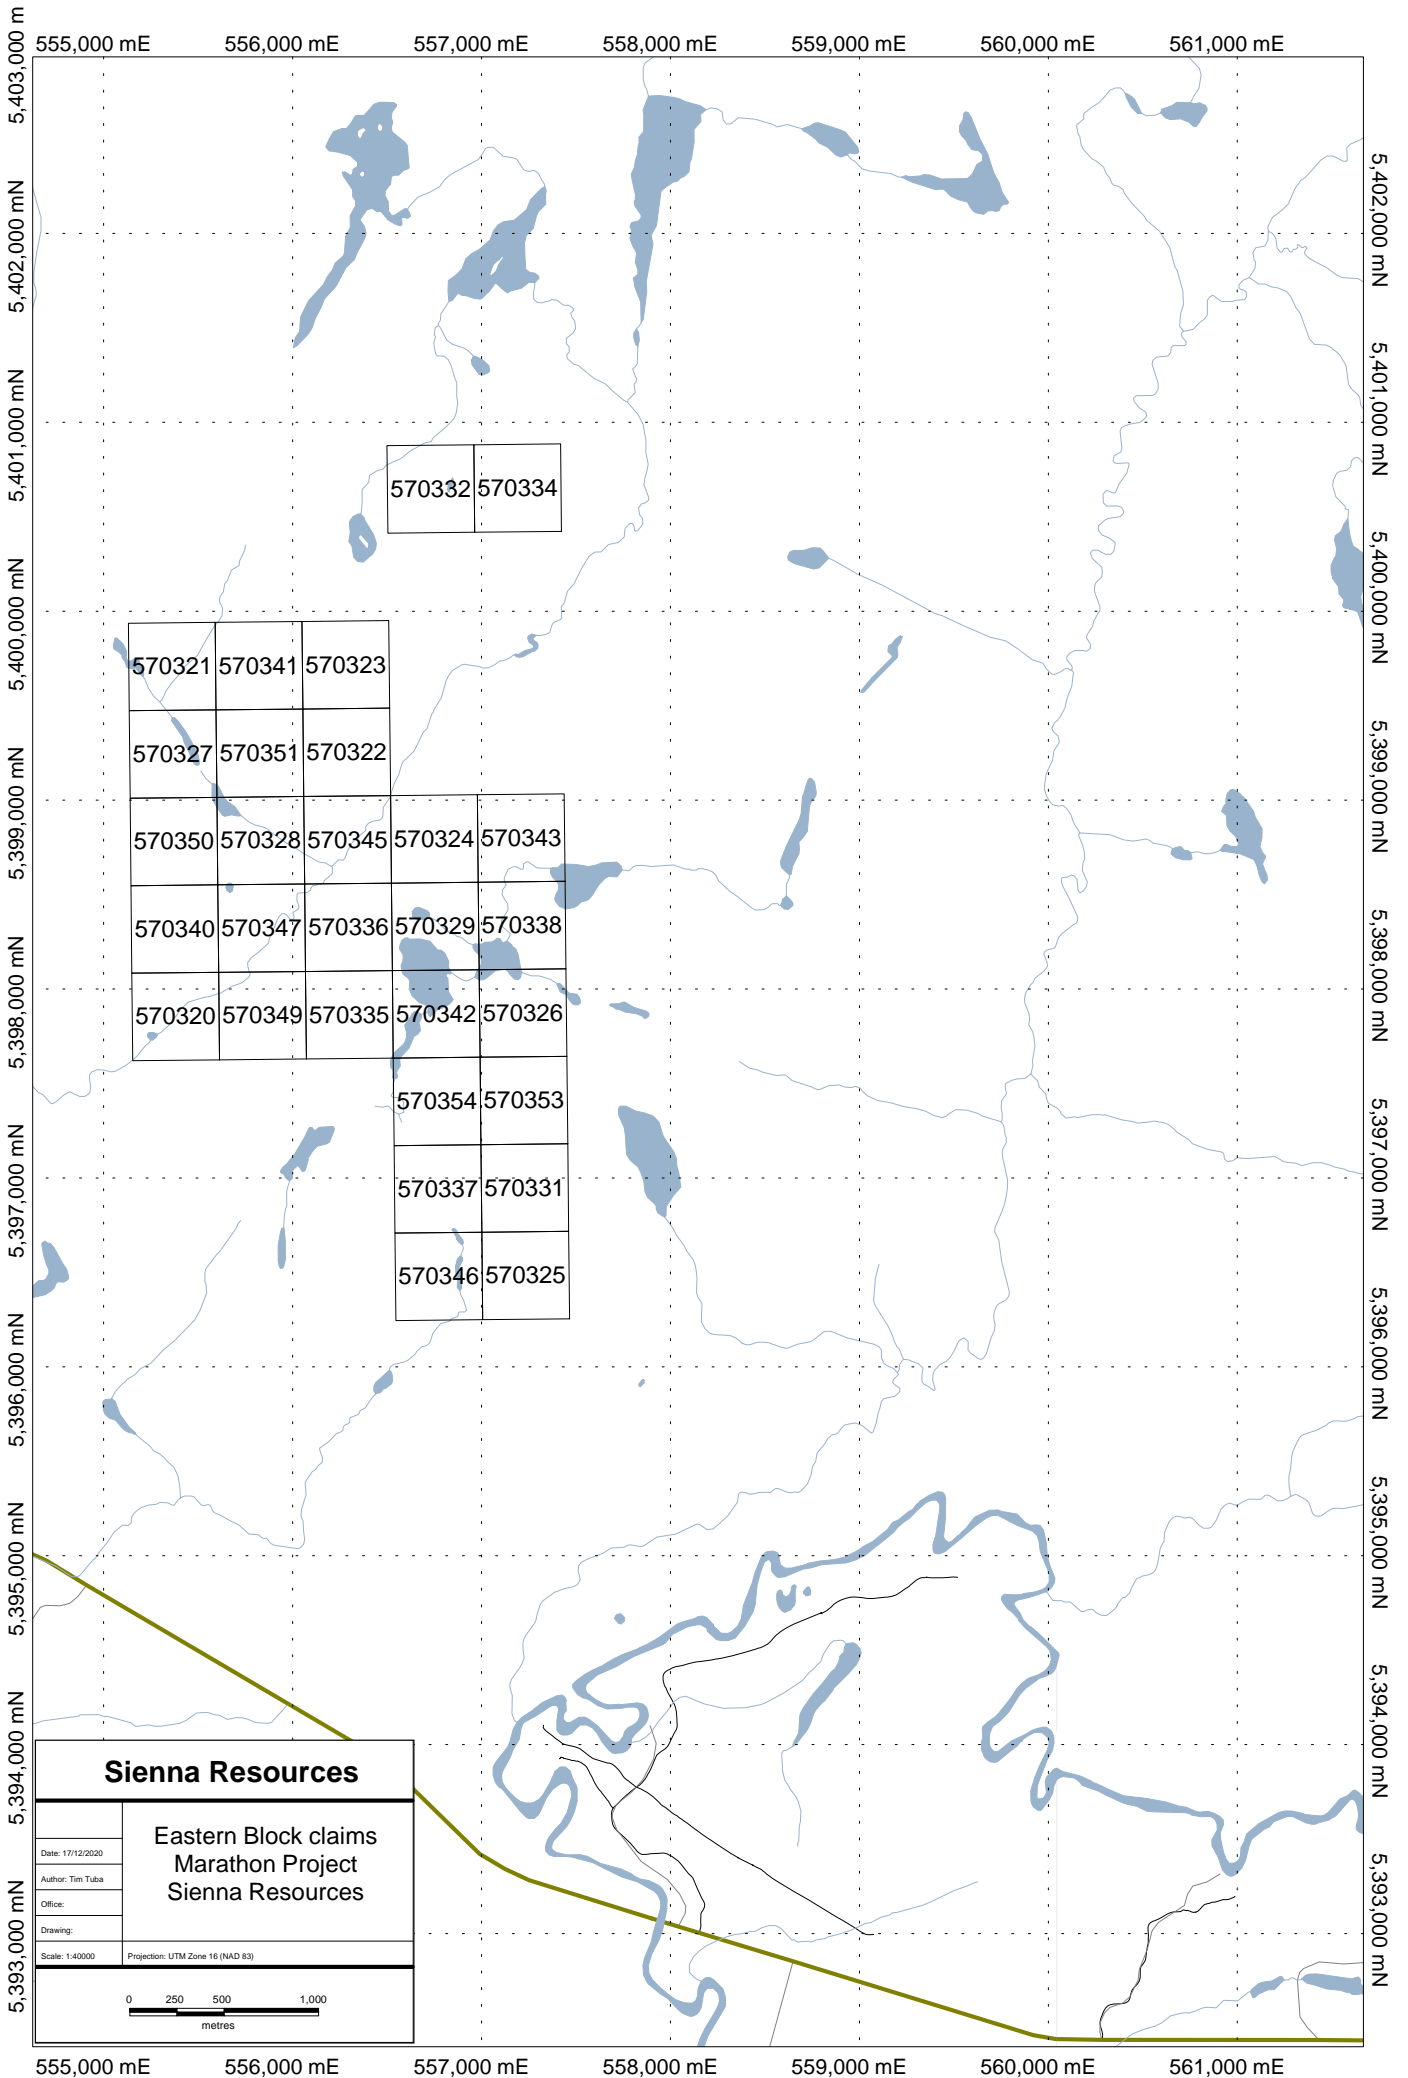 555,000 mE 556,000 mE 557,000 mE 558,000 mE 559,000 mE 560,000 mE 561,000 mE
5,403,000 m
5,402,000 mN
5,401,000 mN
5,400,000 mN
5,399,000 mN
5,398,000 mN
5,397,000 mN
5,396,000 mN
5,395,000 mN
5,394,000 mN
5,393,000 mN
5,402,000 mN
5,401,000 mN
5,400,000 mN
5,399,000 mN
5,398,000 mN
5,397,000 mN
5,396,000 mN
5,395,000 mN
5,394,000 mN
5,393,000 mN
570332 570334
570321 570341 570323
570327 570351 570322
570350 570328 570345 570324 570343
570340 570347 570336 570329 570338
570320 570349 570335 570342 570326
570354 570353
570337 570331
570346 570325
Sienna Resources
Eastern Block claims
Marathon Project
Sienna Resources
Date: 17/12/2020
Author: Tim Tuba
Office:
Drawing:
Scale: 1:40000
Projection: UTM Zone 16 (NAD 83)
0 250 500 1,000
metres
555,000 mE 556,000 mE 557,000 mE 558,000 mE 559,000 mE 560,000 mE 561,000 mE